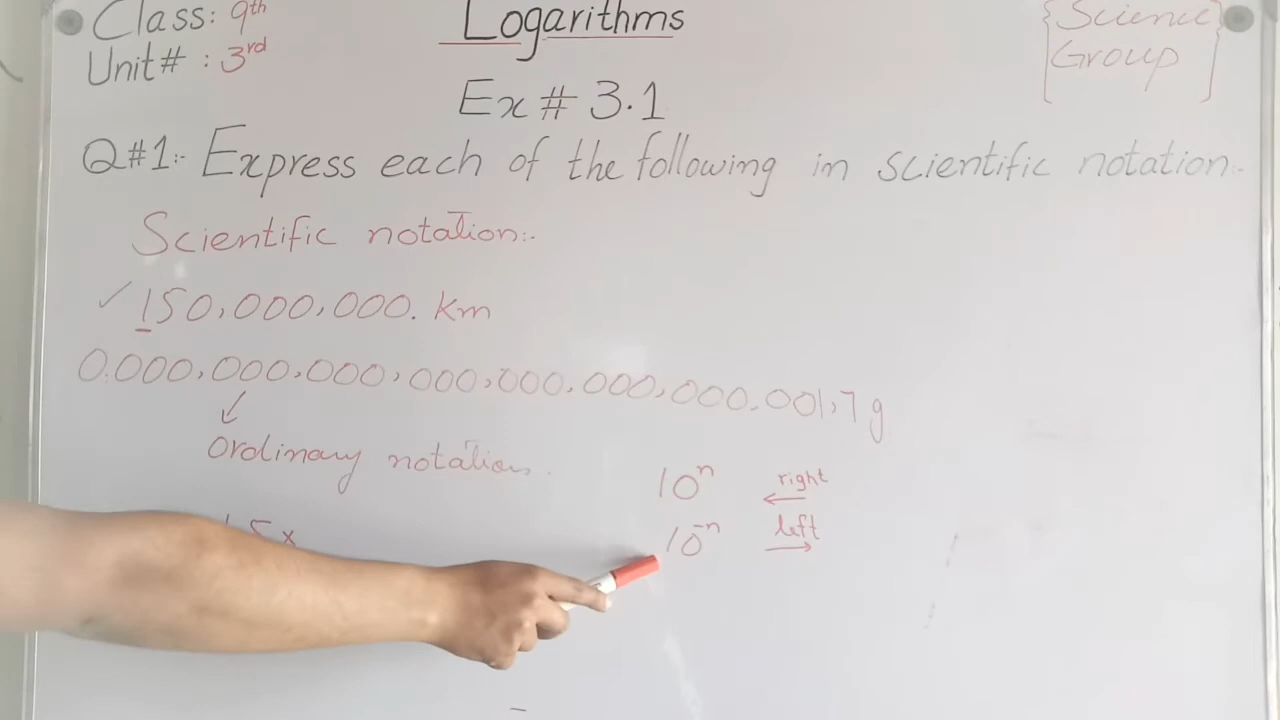 Class: 9th
Unit# : 3rd
Logarithms
{Science
Group}
Ex # 3.1
Q#1:- Express each of the following in scientific notation:-
Scientific notation:-
✓ 150,000,000. km
0.000,000,000,000,000,000,000,001,7 g
↙
Ordinary notation.
10ⁿ right ←
10⁻ⁿ left →
1.5 x